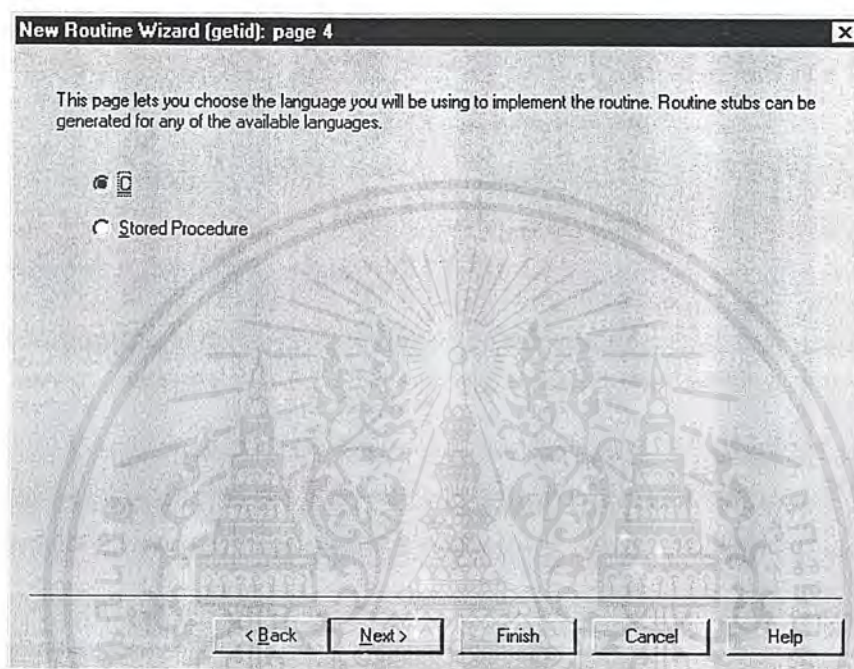 New Routine Wizard (getid): page 4
This page lets you choose the language you will be using to implement the routine. Routine stubs can be
generated for any of the available languages.
C
Stored Procedure
< Back Next > Finish Cancel Help